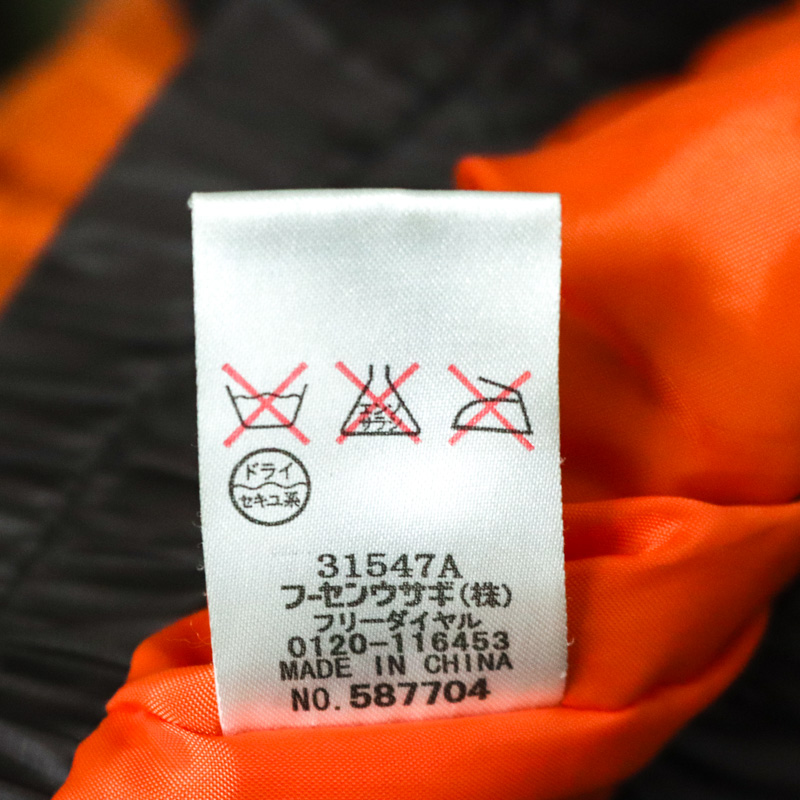 エンソ
サラシ
ドライ
セキユ系
31547A
フーセンウサギ(株)
フリーダイヤル
0120-116453
MADE IN CHINA
NO. 587704